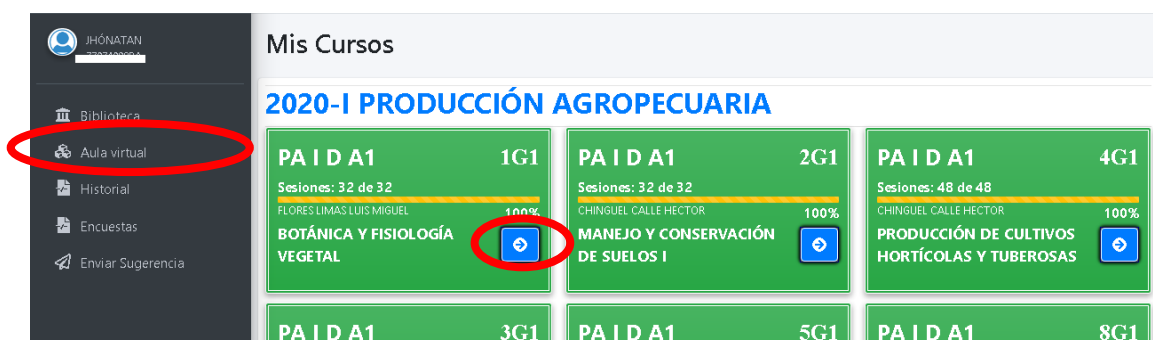 JHÓNATAN
Mis Cursos
Biblioteca
Aula virtual
Historial
Encuestas
Enviar Sugerencia
2020-I PRODUCCIÓN AGROPECUARIA
PA I D A1 1G1
Sesiones: 32 de 32
FLORES LIMAS LUIS MIGUEL 100%
BOTÁNICA Y FISIOLOGÍA
VEGETAL
PA I D A1 2G1
Sesiones: 32 de 32
CHINGUEL CALLE HECTOR 100%
MANEJO Y CONSERVACIÓN
DE SUELOS I
PA I D A1 4G1
Sesiones: 48 de 48
CHINGUEL CALLE HECTOR 100%
PRODUCCIÓN DE CULTIVOS
HORTÍCOLAS Y TUBEROSAS
PA I D A1 3G1
PA I D A1 5G1
PA I D A1 8G1